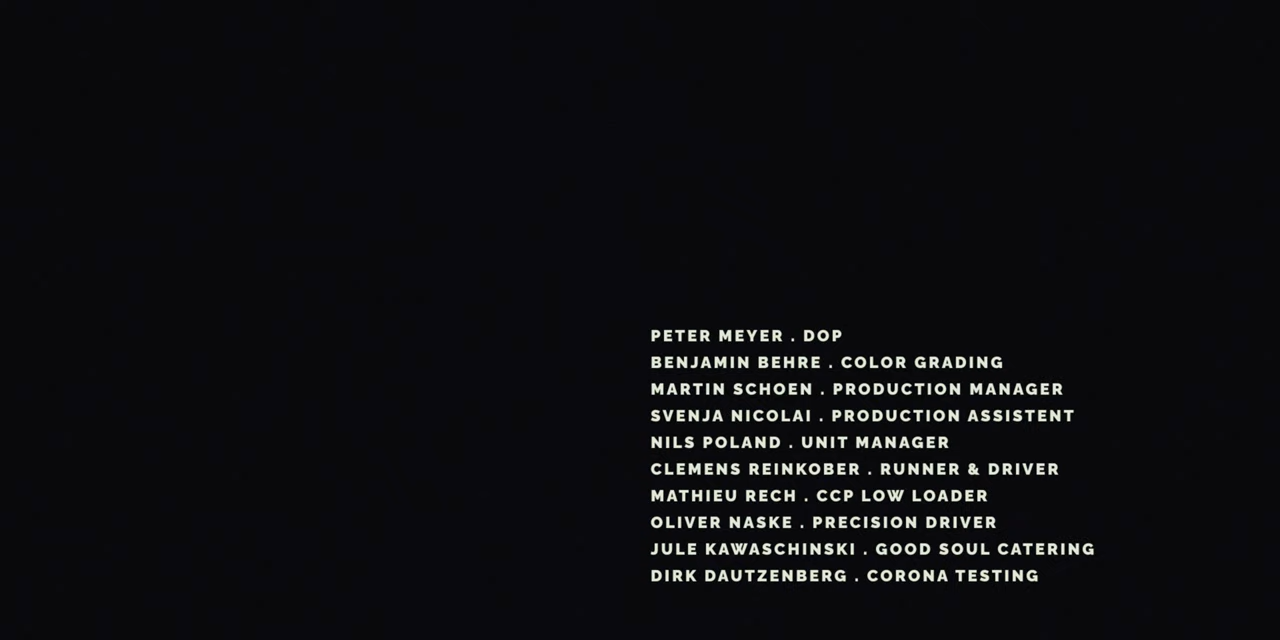 PETER MEYER . DOP
BENJAMIN BEHRE . COLOR GRADING
MARTIN SCHOEN . PRODUCTION MANAGER
SVENJA NICOLAI . PRODUCTION ASSISTENT
NILS POLAND . UNIT MANAGER
CLEMENS REINKOBER . RUNNER & DRIVER
MATHIEU RECH . CCP LOW LOADER
OLIVER NASKE . PRECISION DRIVER
JULE KAWASCHINSKI . GOOD SOUL CATERING
DIRK DAUTZENBERG . CORONA TESTING